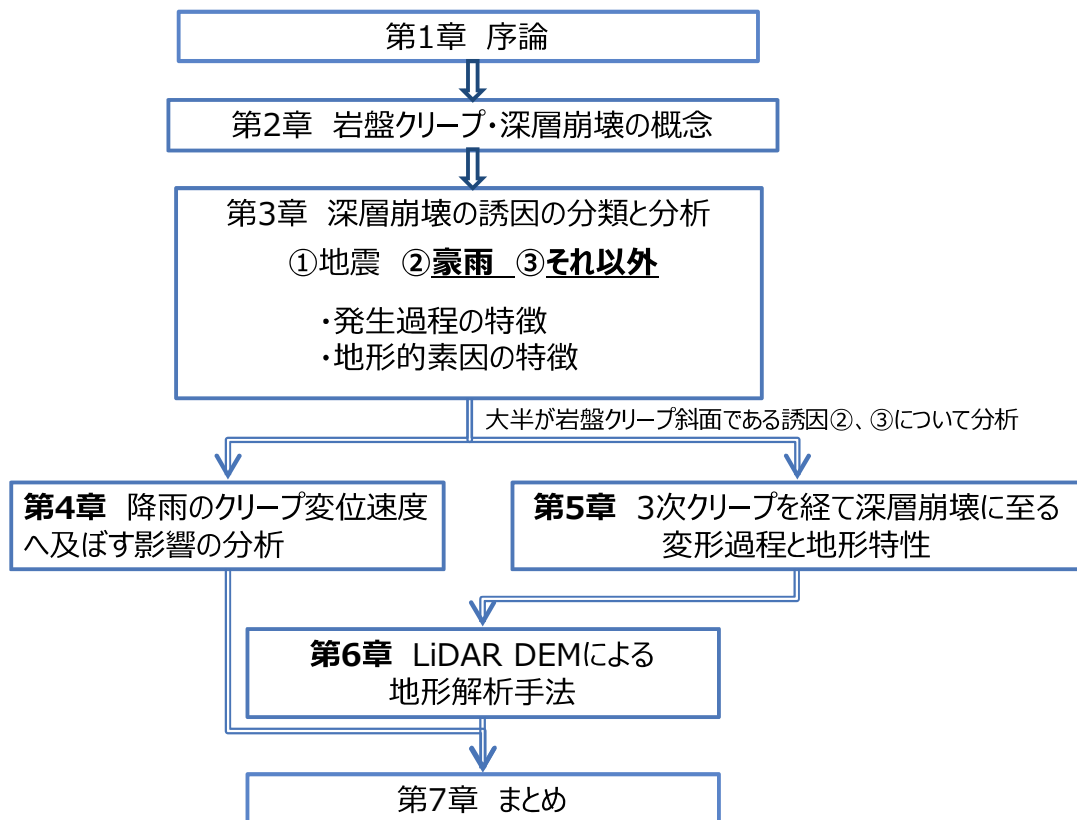 第1章 序論
第2章 岩盤クリープ・深層崩壊の概念
第3章 深層崩壊の誘因の分類と分析
①地震 ②豪雨 ③それ以外
・発生過程の特徴
・地形的素因の特徴
大半が岩盤クリープ斜面である誘因②、③について分析
第4章 降雨のクリープ変位速度
へ及ぼす影響の分析
第5章 3次クリープを経て深層崩壊に至る
変形過程と地形特性
第6章 LiDAR DEMによる
地形解析手法
第7章 まとめ